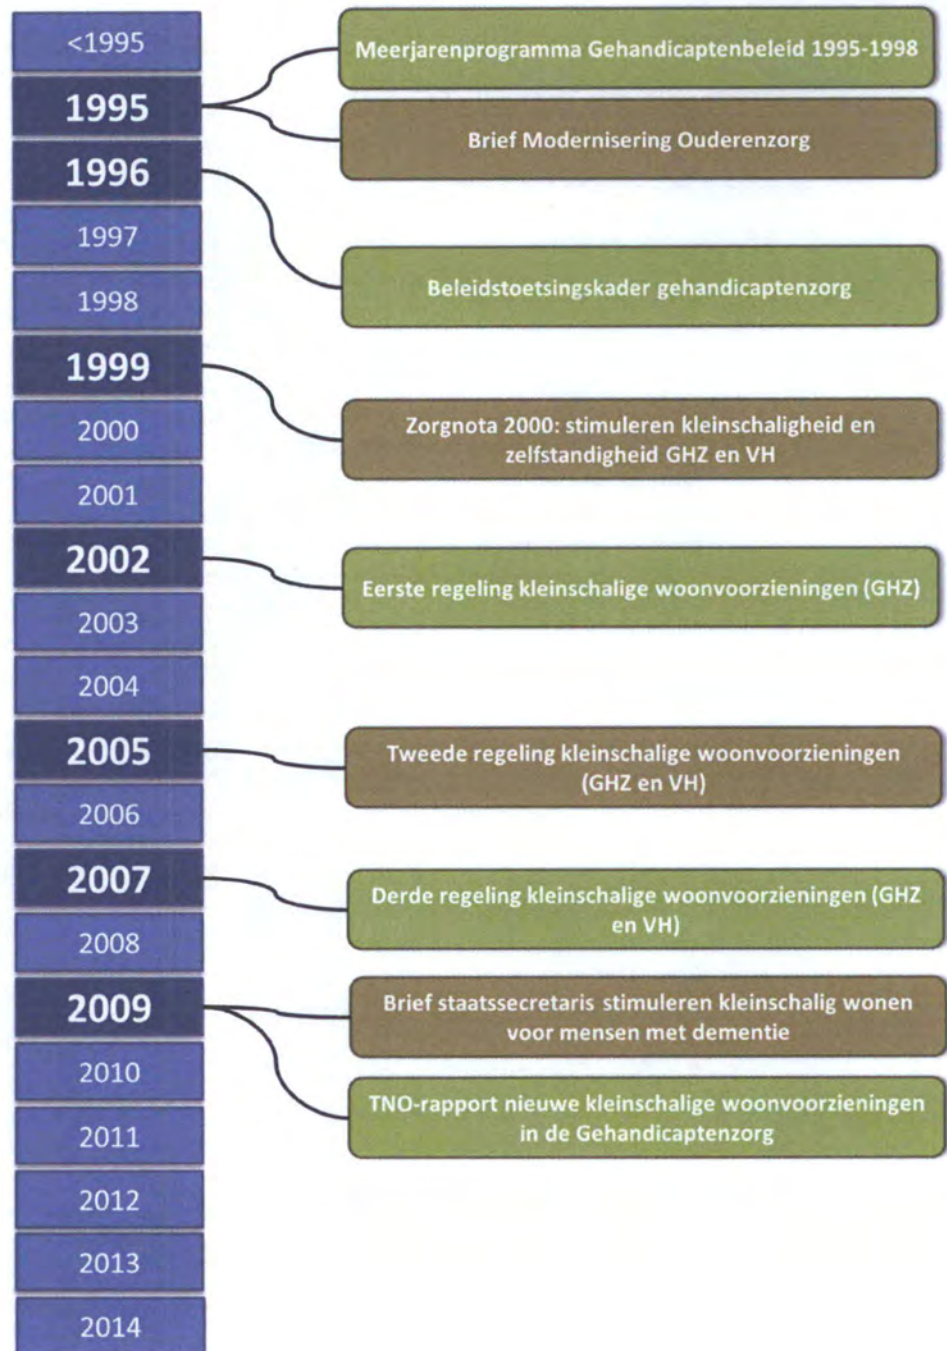 <1995
1995
1996
1997
1998
1999
2000
2001
2002
2003
2004
2005
2006
2007
2008
2009
2010
2011
2012
2013
2014
Meerjarenprogramma Gehandicaptenbeleid 1995-1998
Brief Modernisering Ouderenzorg
Beleidstoetsingskader gehandicaptenzorg
Zorgnota 2000: stimuleren kleinschaligheid en
zelfstandigheid GHZ en VH
Eerste regeling kleinschalige woonvoorzieningen (GHZ)
Tweede regeling kleinschalige woonvoorzieningen
(GHZ en VH)
Derde regeling kleinschalige woonvoorzieningen (GHZ
en VH)
Brief staatssecretaris stimuleren kleinschalig wonen
voor mensen met dementie
TNO-rapport nieuwe kleinschalige woonvoorzieningen
in de Gehandicaptenzorg